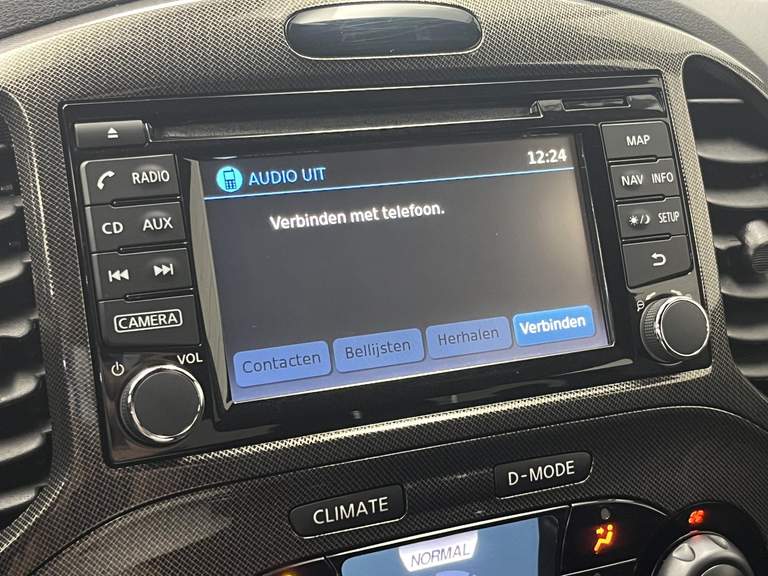 MAP
RADIO
AUDIO UIT
12:24
NAV INFO
CD AUX
Verbinden met telefoon.
SETUP
CAMERA
VOL
Contacten
Bellijsten
Herhalen
Verbinden
CLIMATE
D-MODE
NORMAL